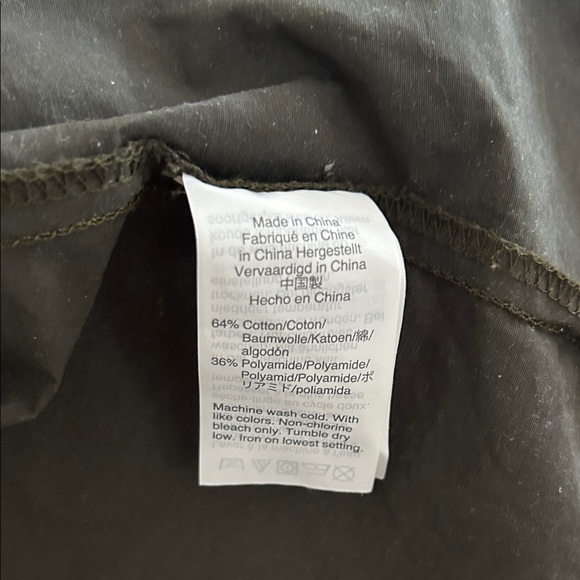 Made in China
Fabriqué en Chine
in China Hergestellt
Vervaardigd in China
中国製
Hecho en China
64% Cotton/Coton/
Baumwolle/Katoen/綿/
algodón
36% Polyamide/Polyamide/
Polyamid/Polyamide/ポ
リアミド/poliamida
Machine wash cold. With
like colors. Non-chlorine
bleach only. Tumble dry
low. Iron on lowest setting.